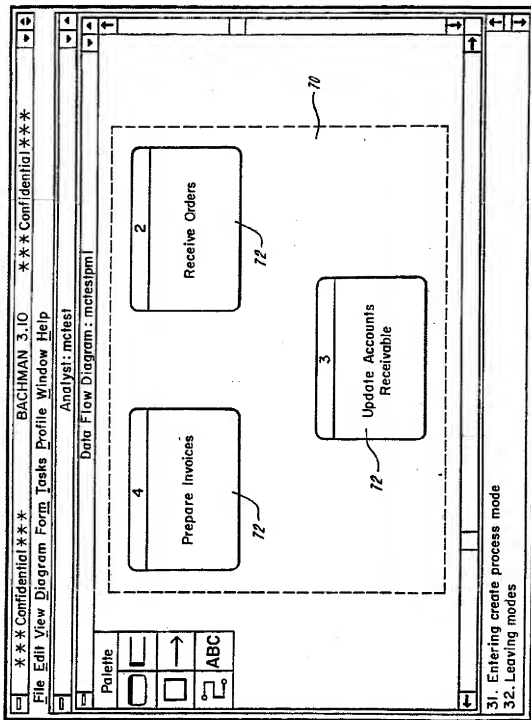 ***Confidential*** BACHMAN 3.10 ***Confidential***
File Edit View Diagram Form Tasks Profile Window Help
Analyst: mctest
Data Flow Diagram: mctestpm1
Palette
ABC
4
Prepare Invoices
72
2
Receive Orders
72
70
3
Update Accounts
Receivable
72
31. Entering create process mode
32. Leaving modes